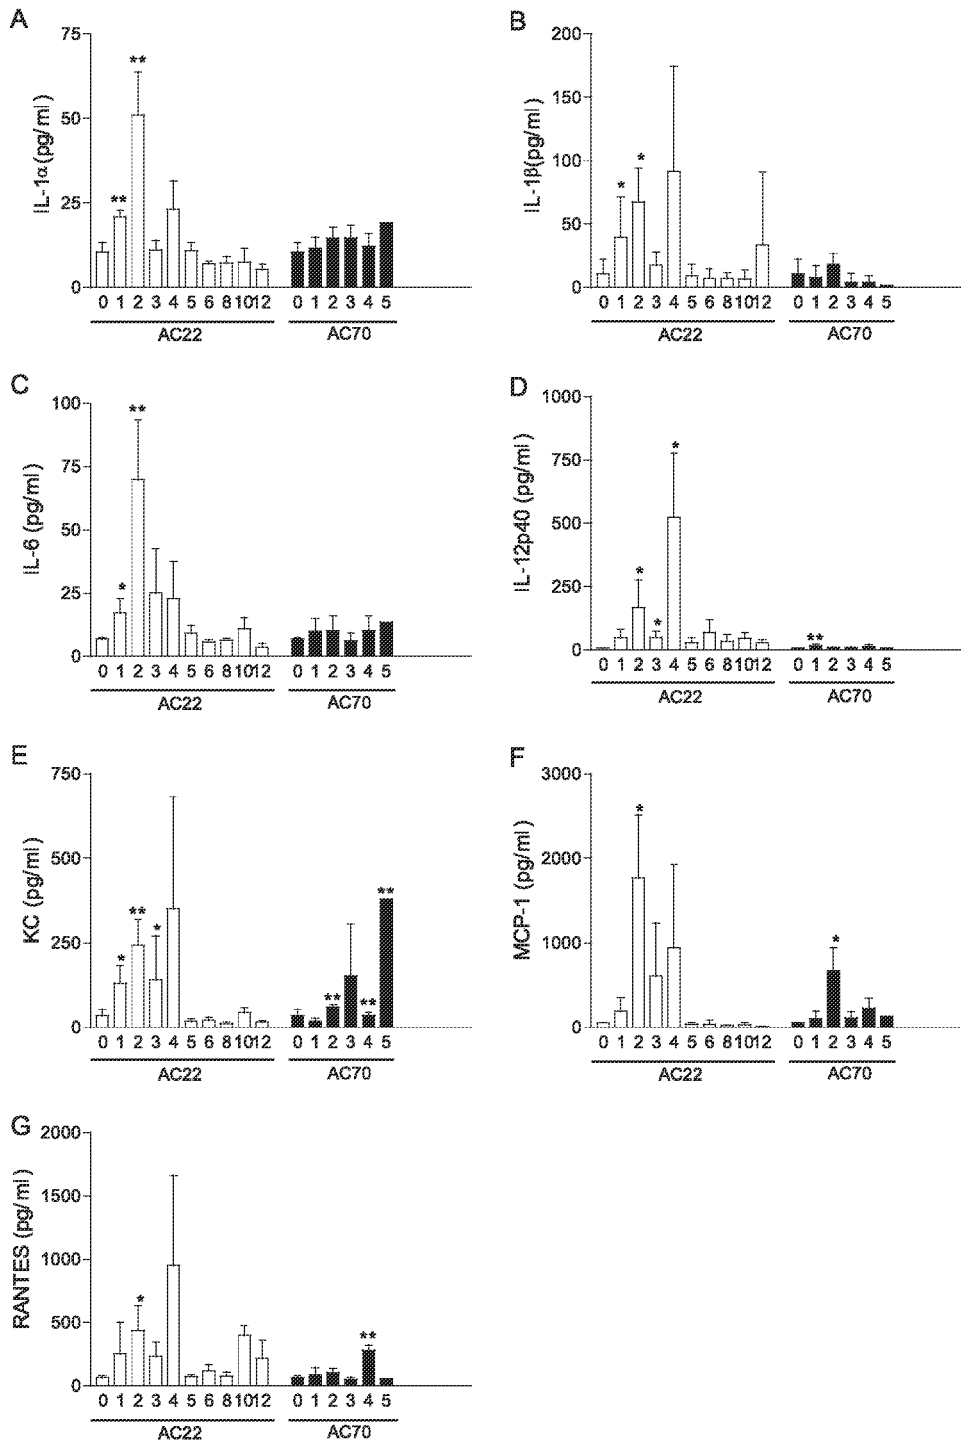 A
IL-1α(pg/ml)
75
50
25
0
**
**
0 1 2 3 4 5 6 8 10 12 0 1 2 3 4 5
AC22 AC70
B
IL-1β(pg/ml)
200
150
100
50
0
*
*
0 1 2 3 4 5 6 8 10 12 0 1 2 3 4 5
AC22 AC70
C
IL-6 (pg/ml)
100
75
50
25
0
**
*
0 1 2 3 4 5 6 8 10 12 0 1 2 3 4 5
AC22 AC70
D
IL-12p40 (pg/ml)
1000
750
500
250
0
*
*
*
**
0 1 2 3 4 5 6 8 10 12 0 1 2 3 4 5
AC22 AC70
E
KC (pg/ml)
750
500
250
0
*
**
*
**
**
**
0 1 2 3 4 5 6 8 10 12 0 1 2 3 4 5
AC22 AC70
F
MCP-1 (pg/ml)
3000
2000
1000
0
*
*
0 1 2 3 4 5 6 8 10 12 0 1 2 3 4 5
AC22 AC70
G
RANTES (pg/ml)
2000
1500
1000
500
0
*
**
0 1 2 3 4 5 6 8 10 12 0 1 2 3 4 5
AC22 AC70